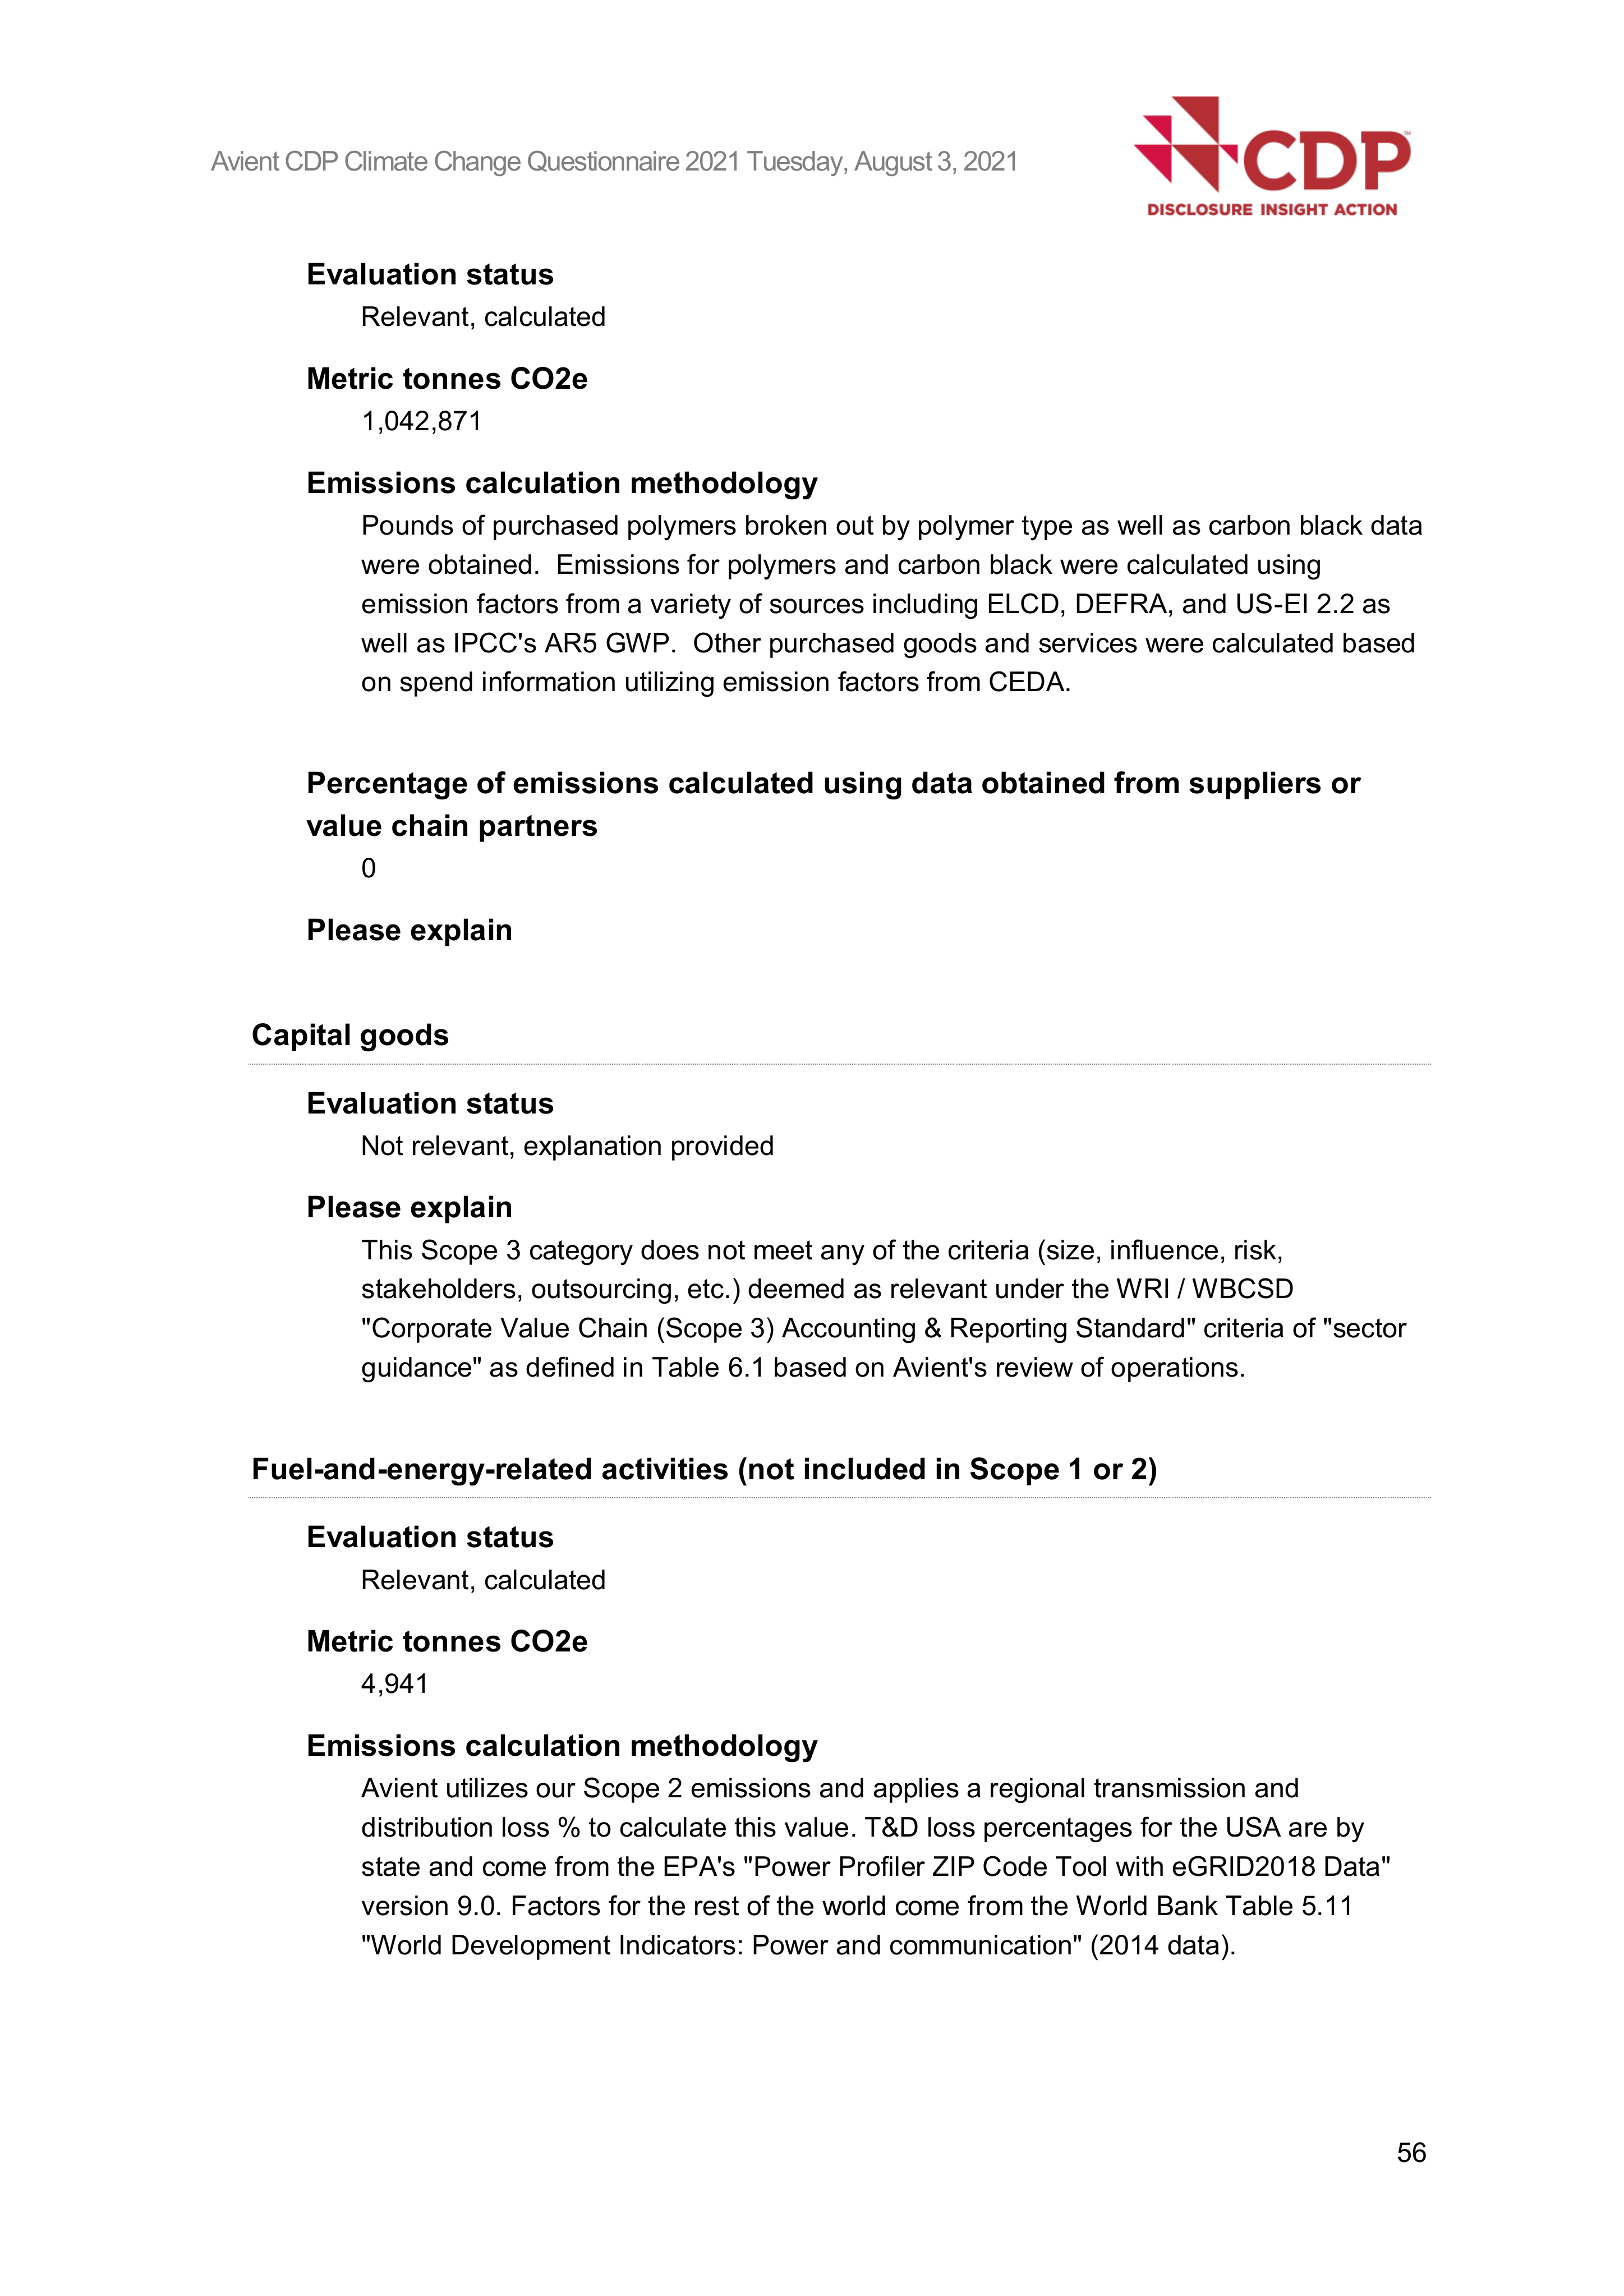 Avient CDP Climate Change Questionnaire 2021 Tuesday, August 3, 2021
CDP™
DISCLOSURE INSIGHT ACTION
Evaluation status
Relevant, calculated
Metric tonnes CO2e
1,042,871
Emissions calculation methodology
Pounds of purchased polymers broken out by polymer type as well as carbon black data
were obtained.  Emissions for polymers and carbon black were calculated using
emission factors from a variety of sources including ELCD, DEFRA, and US-EI 2.2 as
well as IPCC's AR5 GWP.  Other purchased goods and services were calculated based
on spend information utilizing emission factors from CEDA.
Percentage of emissions calculated using data obtained from suppliers or
value chain partners
0
Please explain
Capital goods
Evaluation status
Not relevant, explanation provided
Please explain
This Scope 3 category does not meet any of the criteria (size, influence, risk,
stakeholders, outsourcing, etc.) deemed as relevant under the WRI / WBCSD
"Corporate Value Chain (Scope 3) Accounting & Reporting Standard" criteria of "sector
guidance" as defined in Table 6.1 based on Avient's review of operations.
Fuel-and-energy-related activities (not included in Scope 1 or 2)
Evaluation status
Relevant, calculated
Metric tonnes CO2e
4,941
Emissions calculation methodology
Avient utilizes our Scope 2 emissions and applies a regional transmission and
distribution loss % to calculate this value. T&D loss percentages for the USA are by
state and come from the EPA's "Power Profiler ZIP Code Tool with eGRID2018 Data"
version 9.0. Factors for the rest of the world come from the World Bank Table 5.11
"World Development Indicators: Power and communication" (2014 data).
56